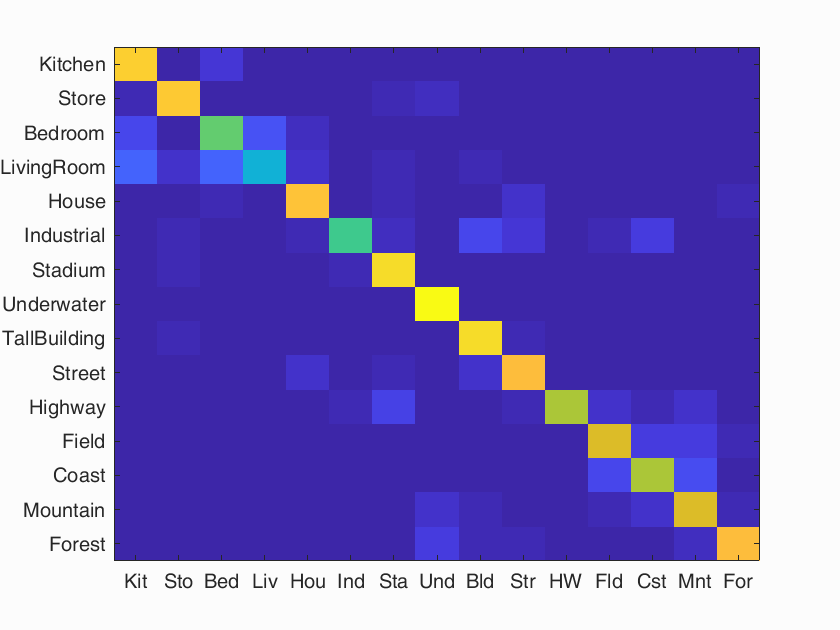 Kitchen
Store
Bedroom
LivingRoom
House
Industrial
Stadium
Underwater
TallBuilding
Street
Highway
Field
Coast
Mountain
Forest
Kit Sto Bed Liv Hou Ind Sta Und Bld Str HW Fld Cst Mnt For